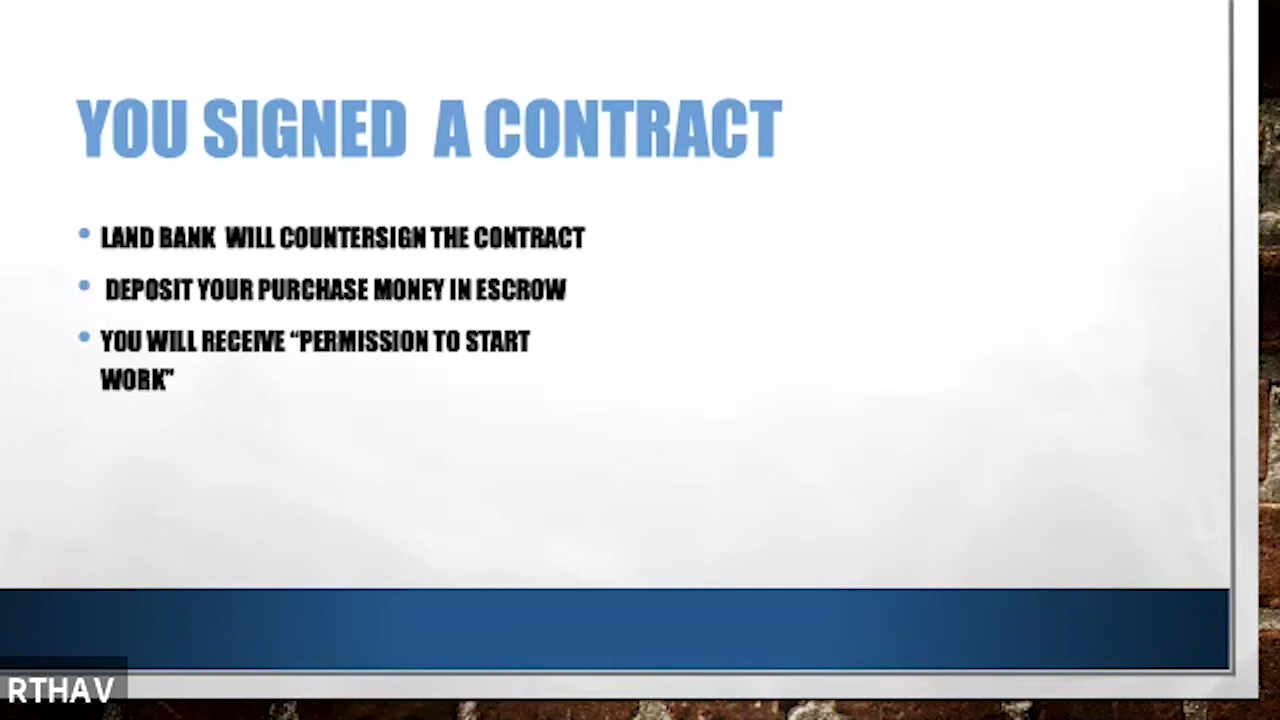 YOU SIGNED A CONTRACT
• LAND BANK WILL COUNTERSIGN THE CONTRACT
• DEPOSIT YOUR PURCHASE MONEY IN ESCROW
• YOU WILL RECEIVE “PERMISSION TO START
WORK”
RTHAV